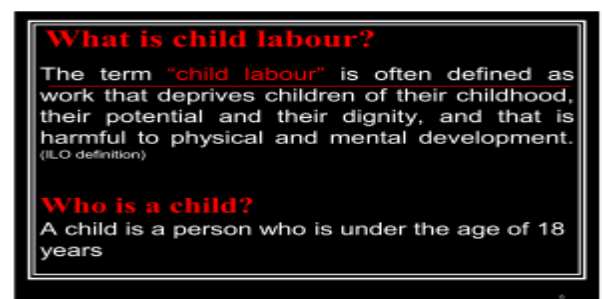 What is child labour?
The term "child labour" is often defined as
work that deprives children of their childhood,
their potential and their dignity, and that is
harmful to physical and mental development.
(ILO definition)
Who is a child?
A child is a person who is under the age of 18
years